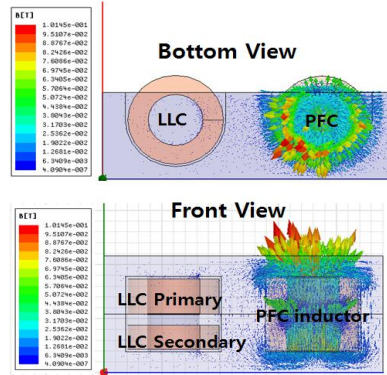 B[T]
1.0145e-001
9.5107e-002
8.8767e-002
8.2426e-002
7.6086e-002
6.9745e-002
6.3405e-002
5.7064e-002
5.0724e-002
4.4384e-002
3.8043e-002
3.1703e-002
2.5362e-002
1.9022e-002
1.2681e-002
6.3409e-003
4.0904e-007
Bottom View
LLC
PFC
B[T]
1.0145e-001
9.5107e-002
8.8767e-002
8.2426e-002
7.6086e-002
6.9745e-002
6.3405e-002
5.7064e-002
5.0724e-002
4.4384e-002
3.8043e-002
3.1703e-002
2.5362e-002
1.9022e-002
1.2681e-002
6.3409e-003
4.0904e-007
Front View
LLC Primary
PFC inductor
LLC Secondary